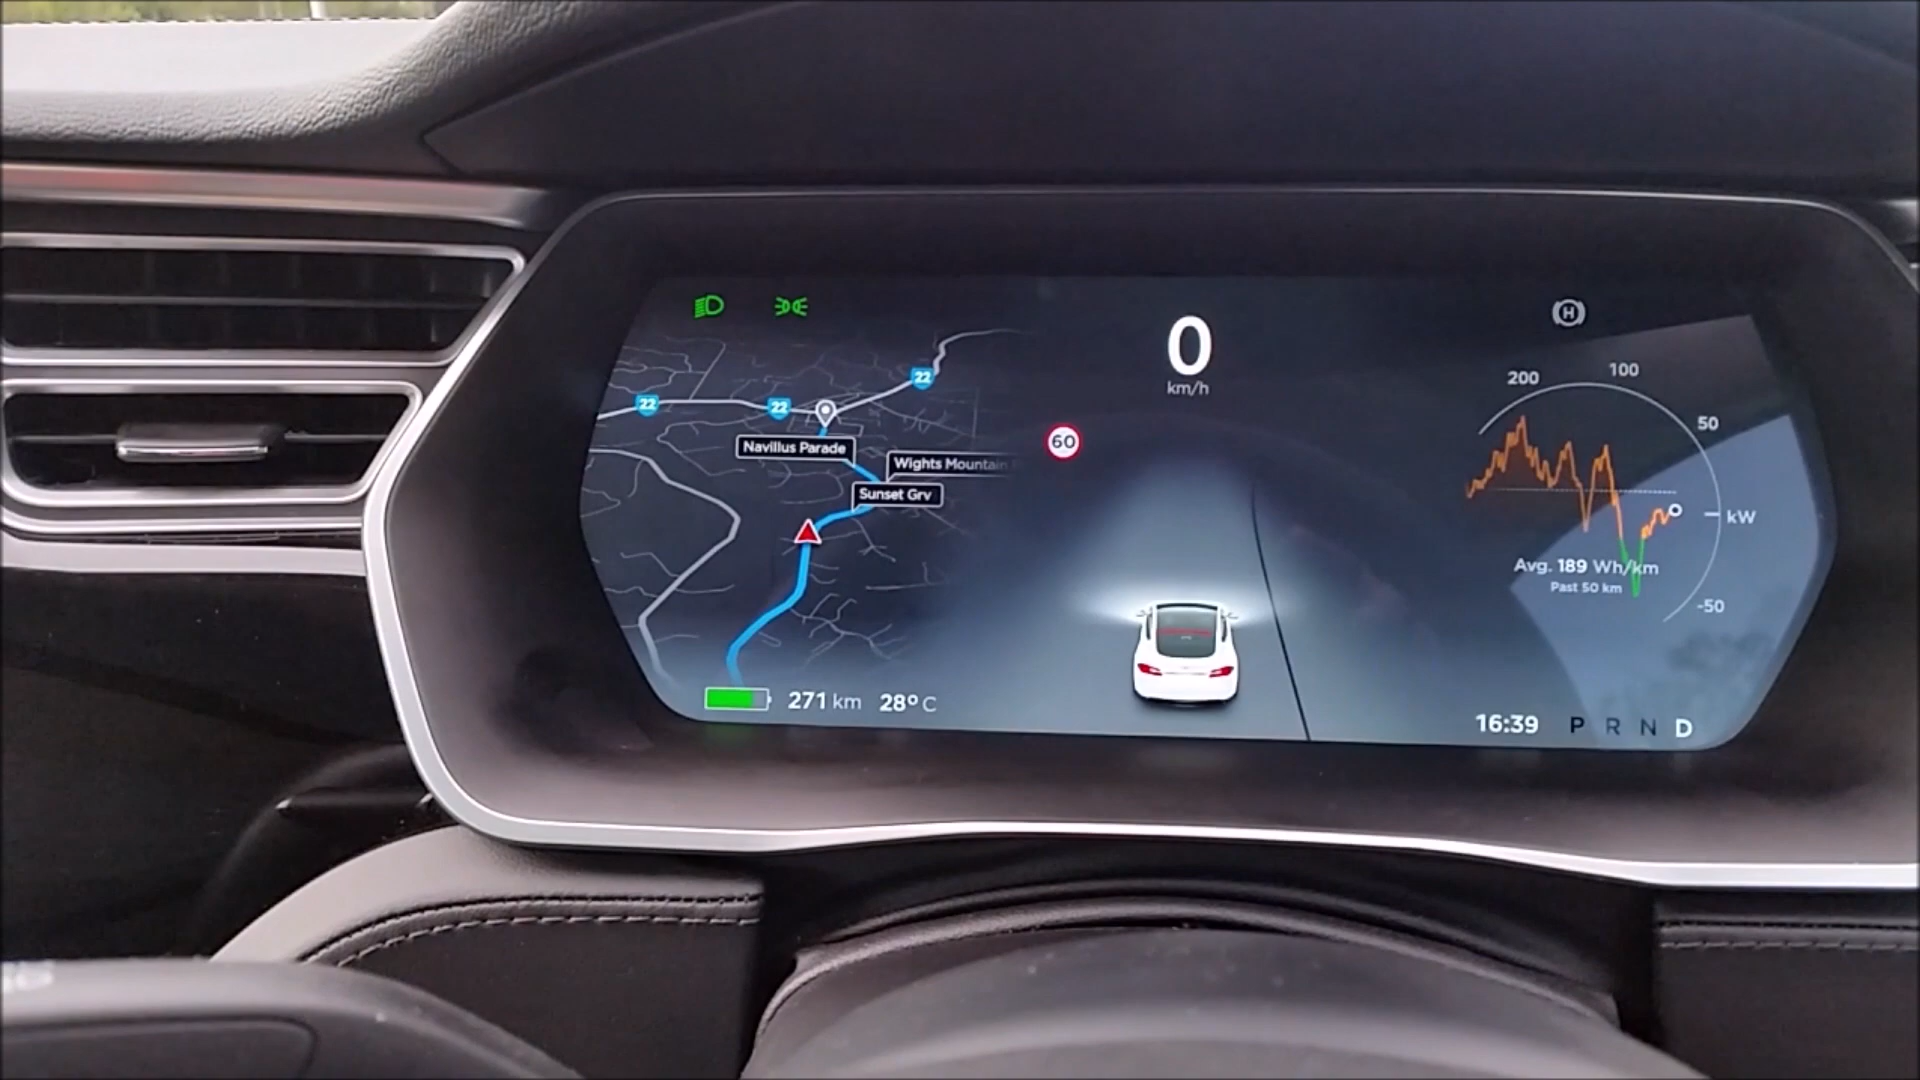 0
km/h
H
22
22
22
Navillus Parade
Wights Mountain
Sunset Grv
60
200
100
50
kW
-50
Avg. 189 Wh/km
Past 50 km
271 km 28° C
16:39 P R N D